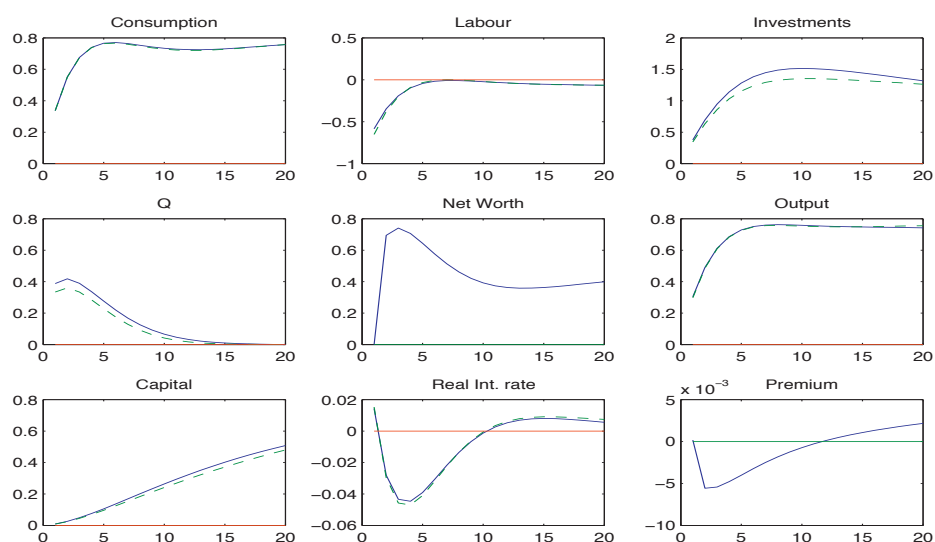 Consumption
0.8
0.6
0.4
0.2
0
0 5 10 15 20
Labour
0.5
0
−0.5
−1
0 5 10 15 20
Investments
2
1.5
1
0.5
0
0 5 10 15 20
Q
0.8
0.6
0.4
0.2
0
0 5 10 15 20
Net Worth
0.8
0.6
0.4
0.2
0
0 5 10 15 20
Output
0.8
0.6
0.4
0.2
0
0 5 10 15 20
Capital
0.8
0.6
0.4
0.2
0
0 5 10 15 20
Real Int. rate
0.02
0
−0.02
−0.04
−0.06
0 5 10 15 20
Premium
x 10⁻³
5
0
−5
−10
0 5 10 15 20